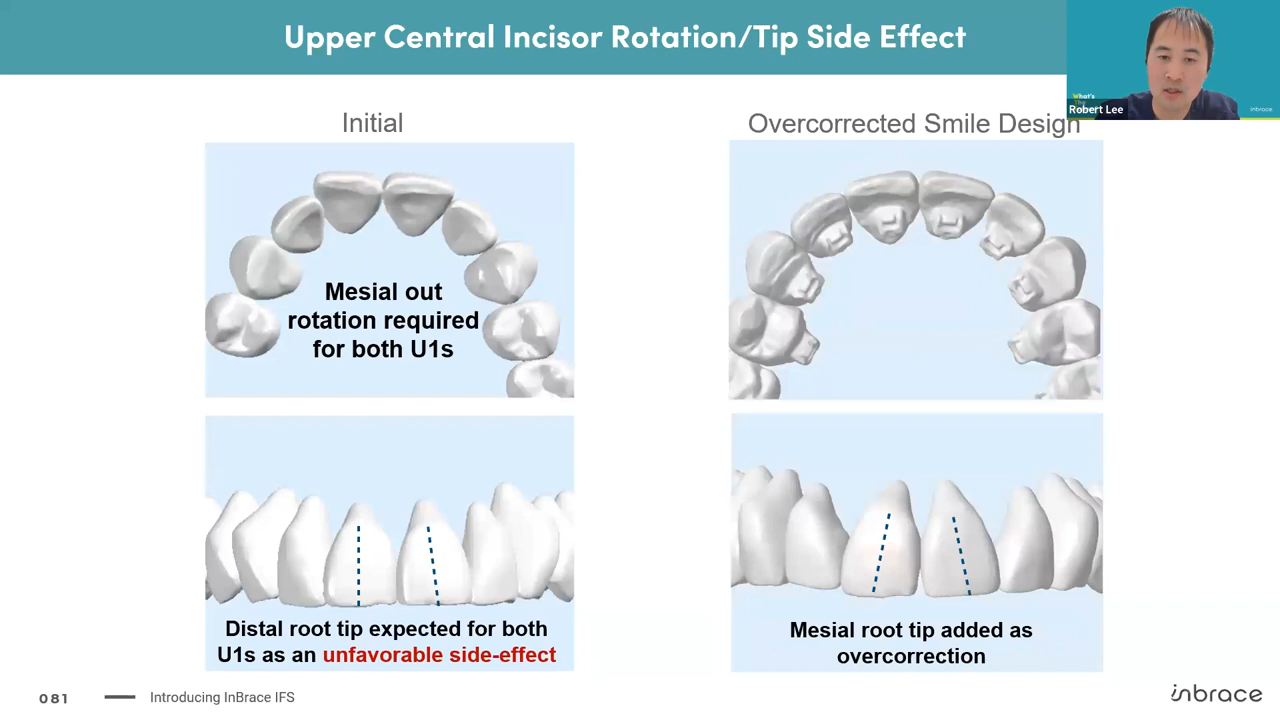 Upper Central Incisor Rotation/Tip Side Effect
What's
Robert Lee
inbrace
Initial
Overcorrected Smile Design
Mesial out
rotation required
for both U1s
Distal root tip expected for both
U1s as an unfavorable side-effect
Mesial root tip added as
overcorrection
081
Introducing InBrace IFS
inbrace